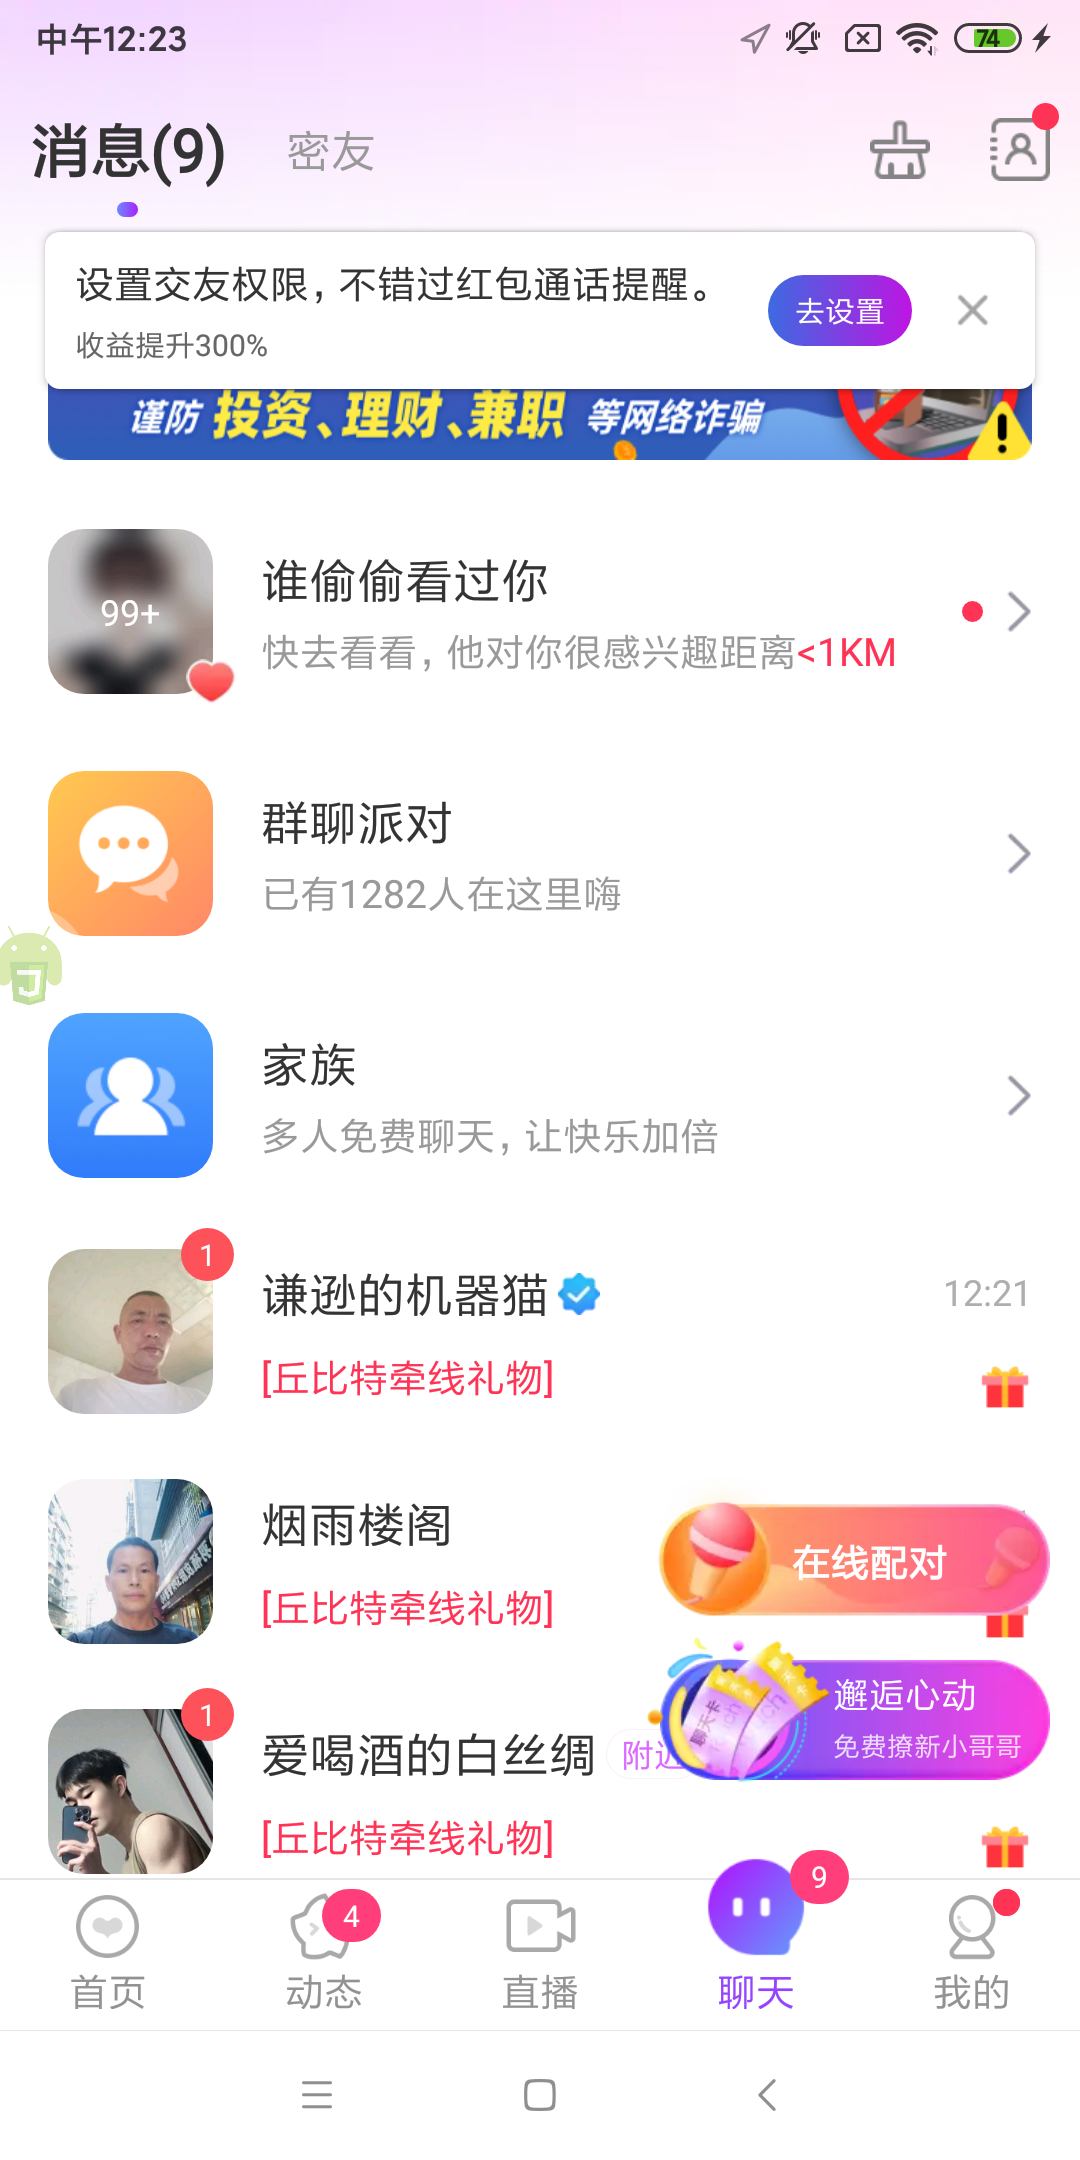 中午12:23
74
消息(9)
密友
设置交友权限，不错过红包通话提醒。
收益提升300%
去设置
谨防 投资、理财、兼职 等网络诈骗
99+
谁偷偷看过你
快去看看，他对你很感兴趣距离<1KM
群聊派对
已有1282人在这里嗨
家族
多人免费聊天，让快乐加倍
1
谦逊的机器猫
12:21
[丘比特牵线礼物]
烟雨楼阁
[丘比特牵线礼物]
在线配对
邂逅心动
免费撩新小哥哥
1
爱喝酒的白丝绸
附近
[丘比特牵线礼物]
首页
4
动态
直播
9
聊天
我的